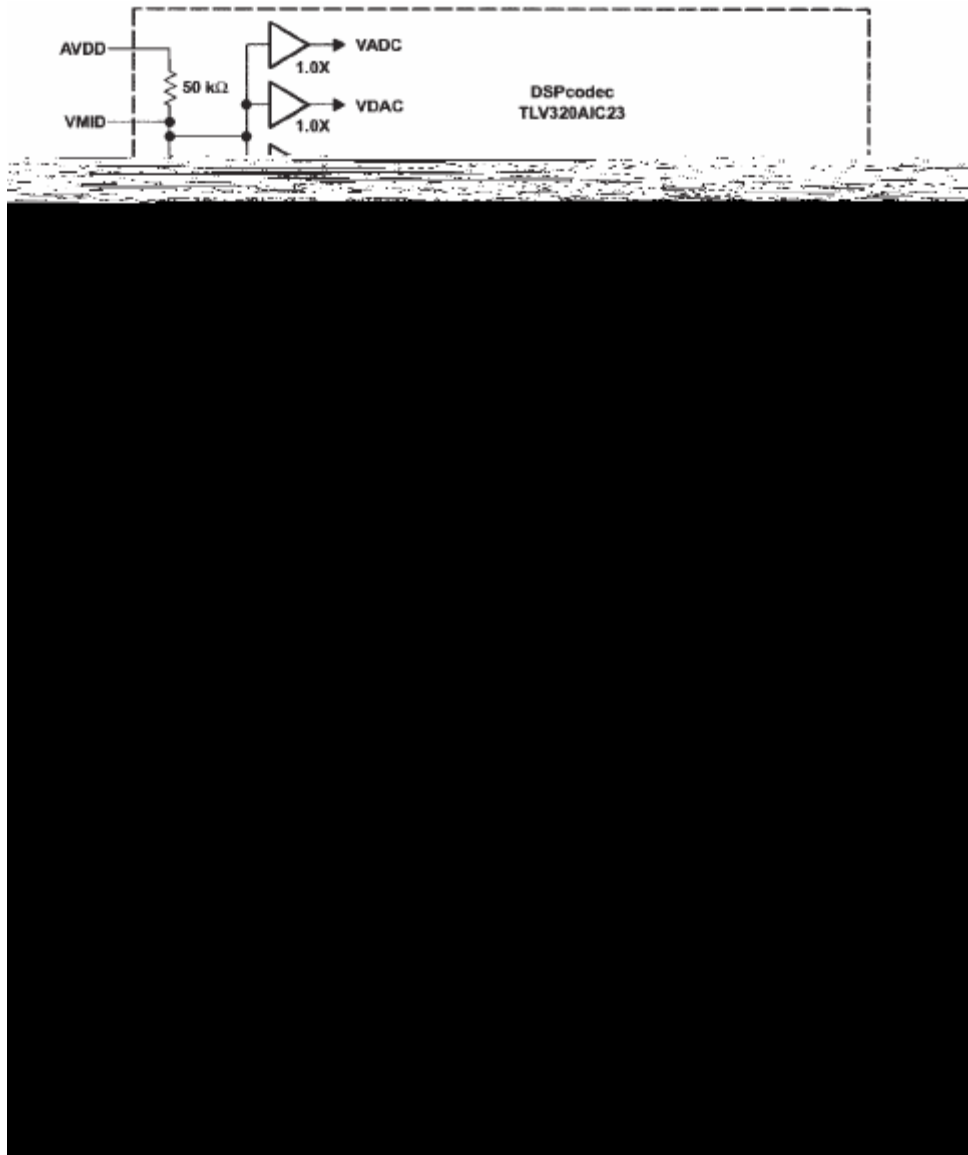 AVDD
VADC
1.0X
50 kΩ
DSPcodec
TLV320AIC23
VDAC
VMID
1.0X